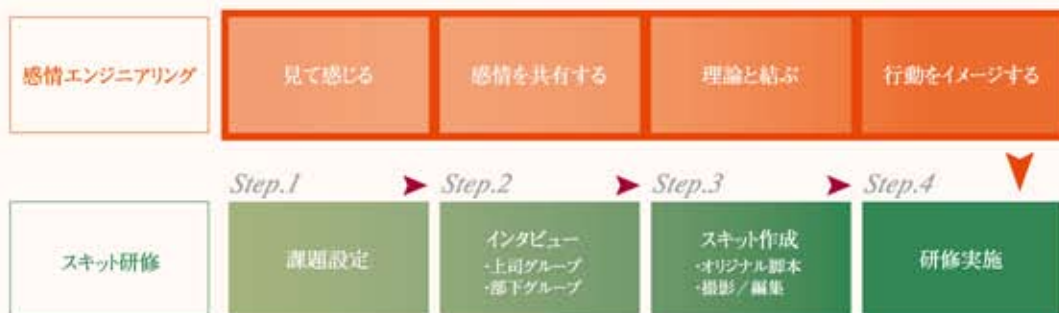 感情エンジニアリング
見て感じる
感情を共有する
理論と結ぶ
行動をイメージする
Step.1
Step.2
Step.3
Step.4
スキット研修
課題設定
インタビュー
・上司グループ
・部下グループ
スキット作成
・オリジナル脚本
・撮影／編集
研修実施